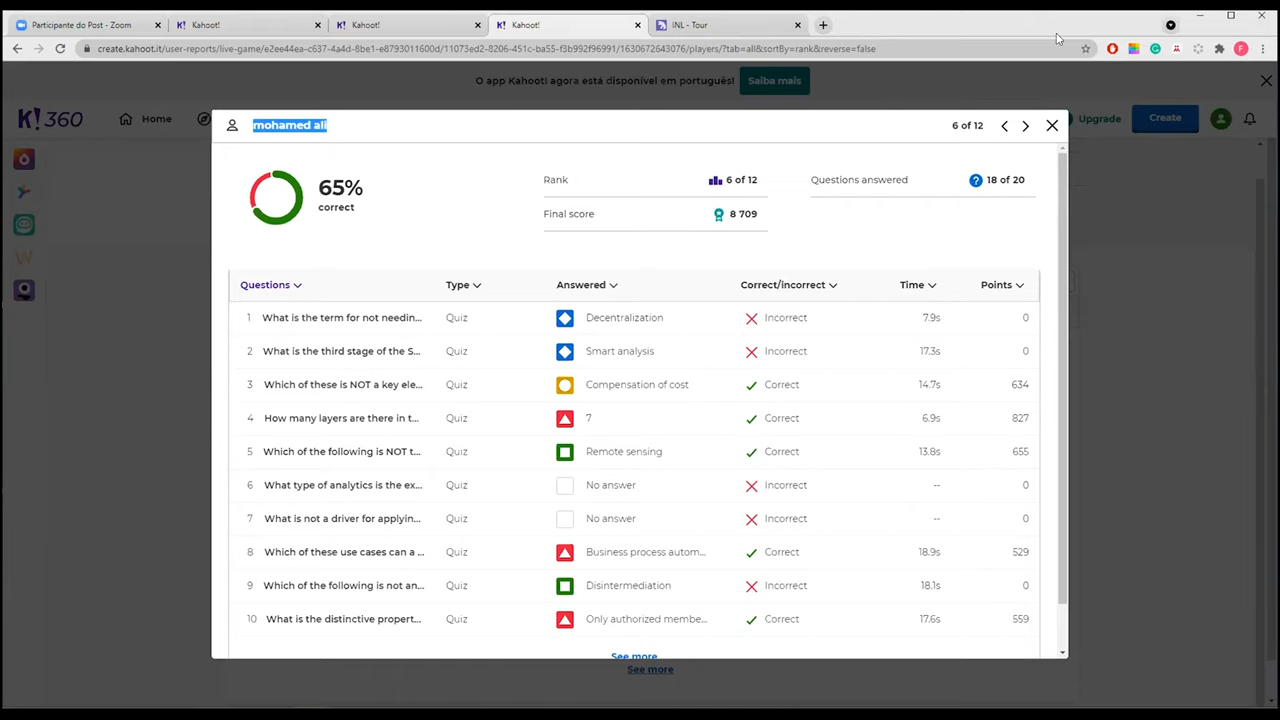 Participante do Post - Zoom
Kahoot!
Kahoot!
Kahoot!
INL - Tour
create.kahoot.it/user-reports/live-game/e2ee44ea-c637-4a4d-8be1-e8793011600d/11073ed2-8206-451c-ba55-f3b992f96991/1630672643076/players/?tab=all&sortBy=rank&reverse=false
F
O app Kahoot! agora está disponível em português! Saiba mais
K!360 Home Upgrade Create
mohamed ali 6 of 12
65%
correct
Rank 6 of 12
Questions answered 18 of 20
Final score 8 709
Questions Type Answered Correct/incorrect Time Points
1 What is the term for not needin... Quiz Decentralization Incorrect 7.9s 0
2 What is the third stage of the S... Quiz Smart analysis Incorrect 17.3s 0
3 Which of these is NOT a key ele... Quiz Compensation of cost Correct 14.7s 634
4 How many layers are there in t... Quiz 7 Correct 6.9s 827
5 Which of the following is NOT t... Quiz Remote sensing Correct 13.8s 655
6 What type of analytics is the ex... Quiz No answer Incorrect -- 0
7 What is not a driver for applyin... Quiz No answer Incorrect -- 0
8 Which of these use cases can a ... Quiz Business process autom... Correct 18.9s 529
9 Which of the following is not an... Quiz Disintermediation Incorrect 18.1s 0
10 What is the distinctive propert... Quiz Only authorized membe... Correct 17.6s 559
See more
See more